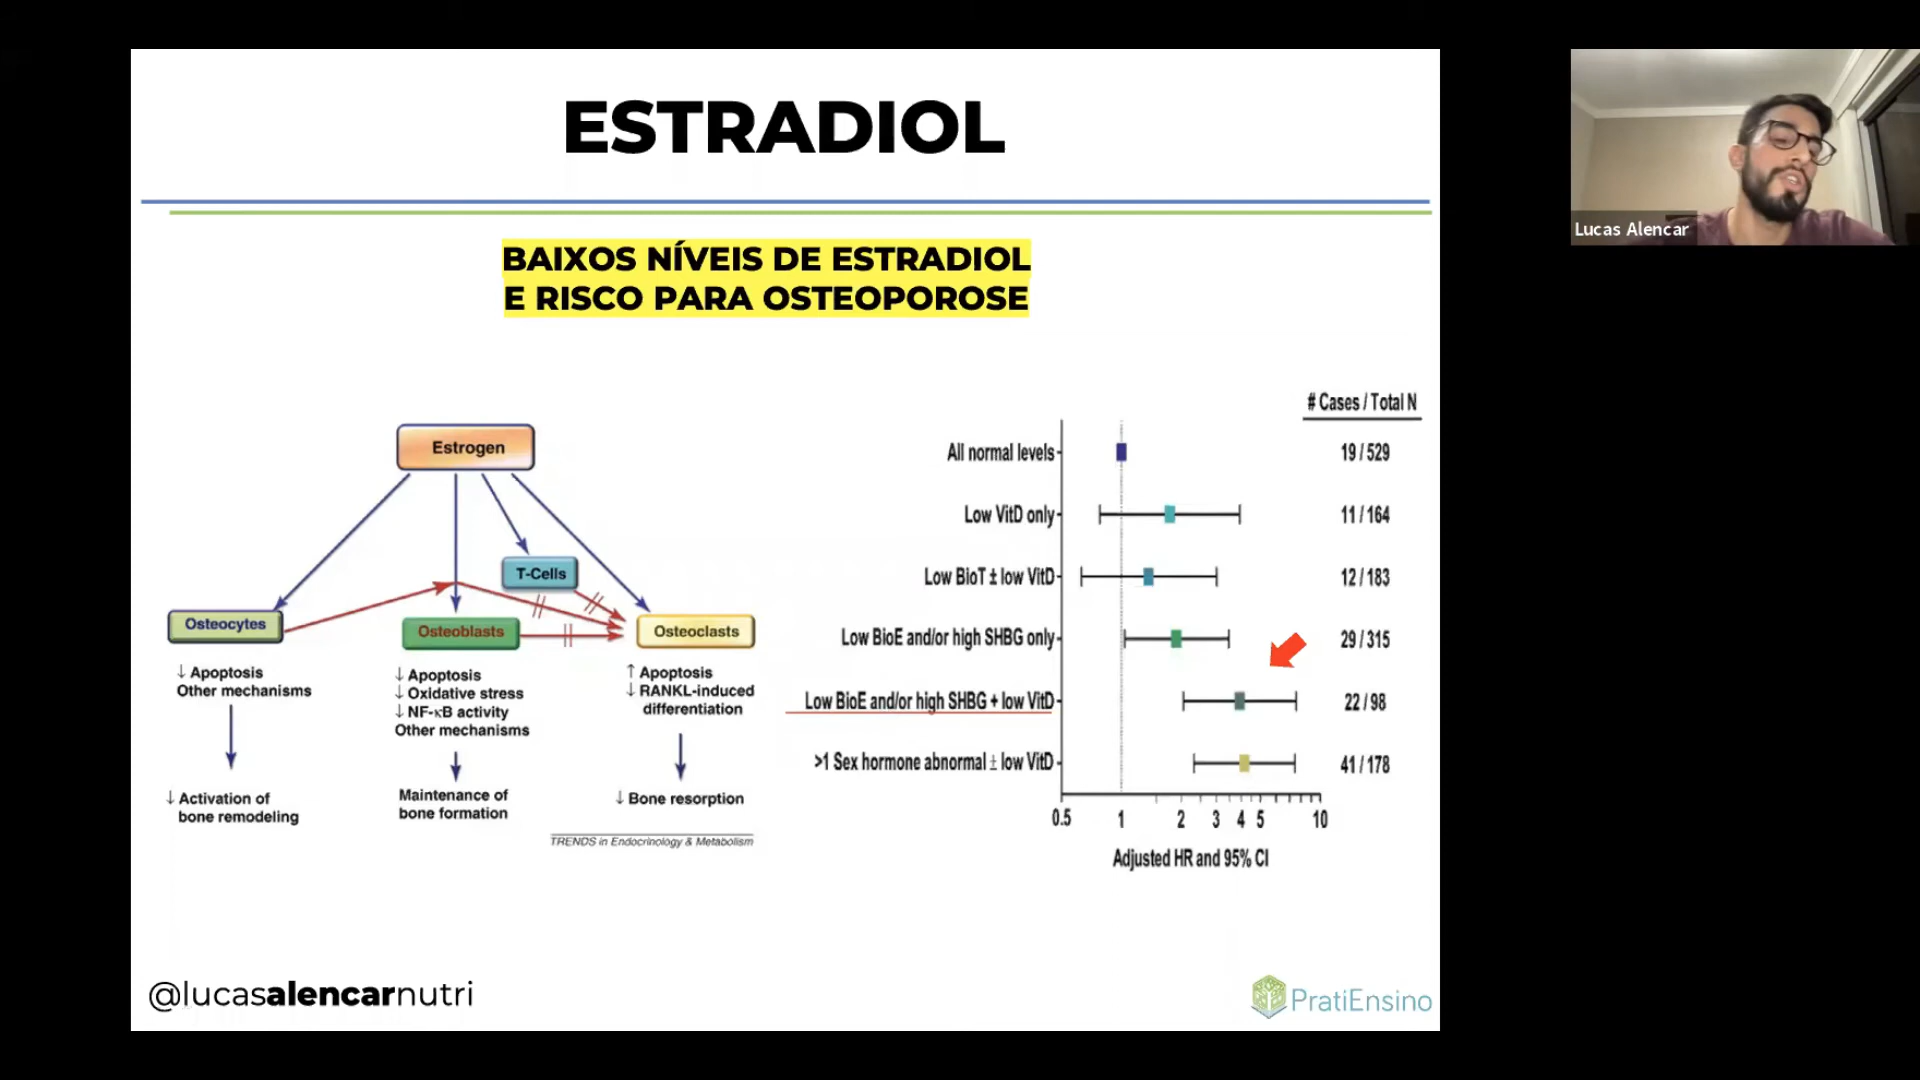 ESTRADIOL
BAIXOS NÍVEIS DE ESTRADIOL
E RISCO PARA OSTEOPOROSE
Estrogen
T-Cells
Osteocytes
Osteoblasts
Osteoclasts
↓ Apoptosis
Other mechanisms
↓ Activation of
bone remodeling
↓ Apoptosis
↓ Oxidative stress
↓ NF-κB activity
Other mechanisms
Maintenance of
bone formation
↑ Apoptosis
↓ RANKL-induced
differentiation
↓ Bone resorption
TRENDS in Endocrinology & Metabolism
# Cases / Total N
All normal levels 19 / 529
Low VitD only 11 / 164
Low BioT ± low VitD 12 / 183
Low BioE and/or high SHBG only 29 / 315
Low BioE and/or high SHBG + low VitD 22 / 98
>1 Sex hormone abnormal ± low VitD 41 / 178
0.5 1 2 3 4 5 10
Adjusted HR and 95% CI
@lucasalencarnutri
PratiEnsino
Lucas Alencar